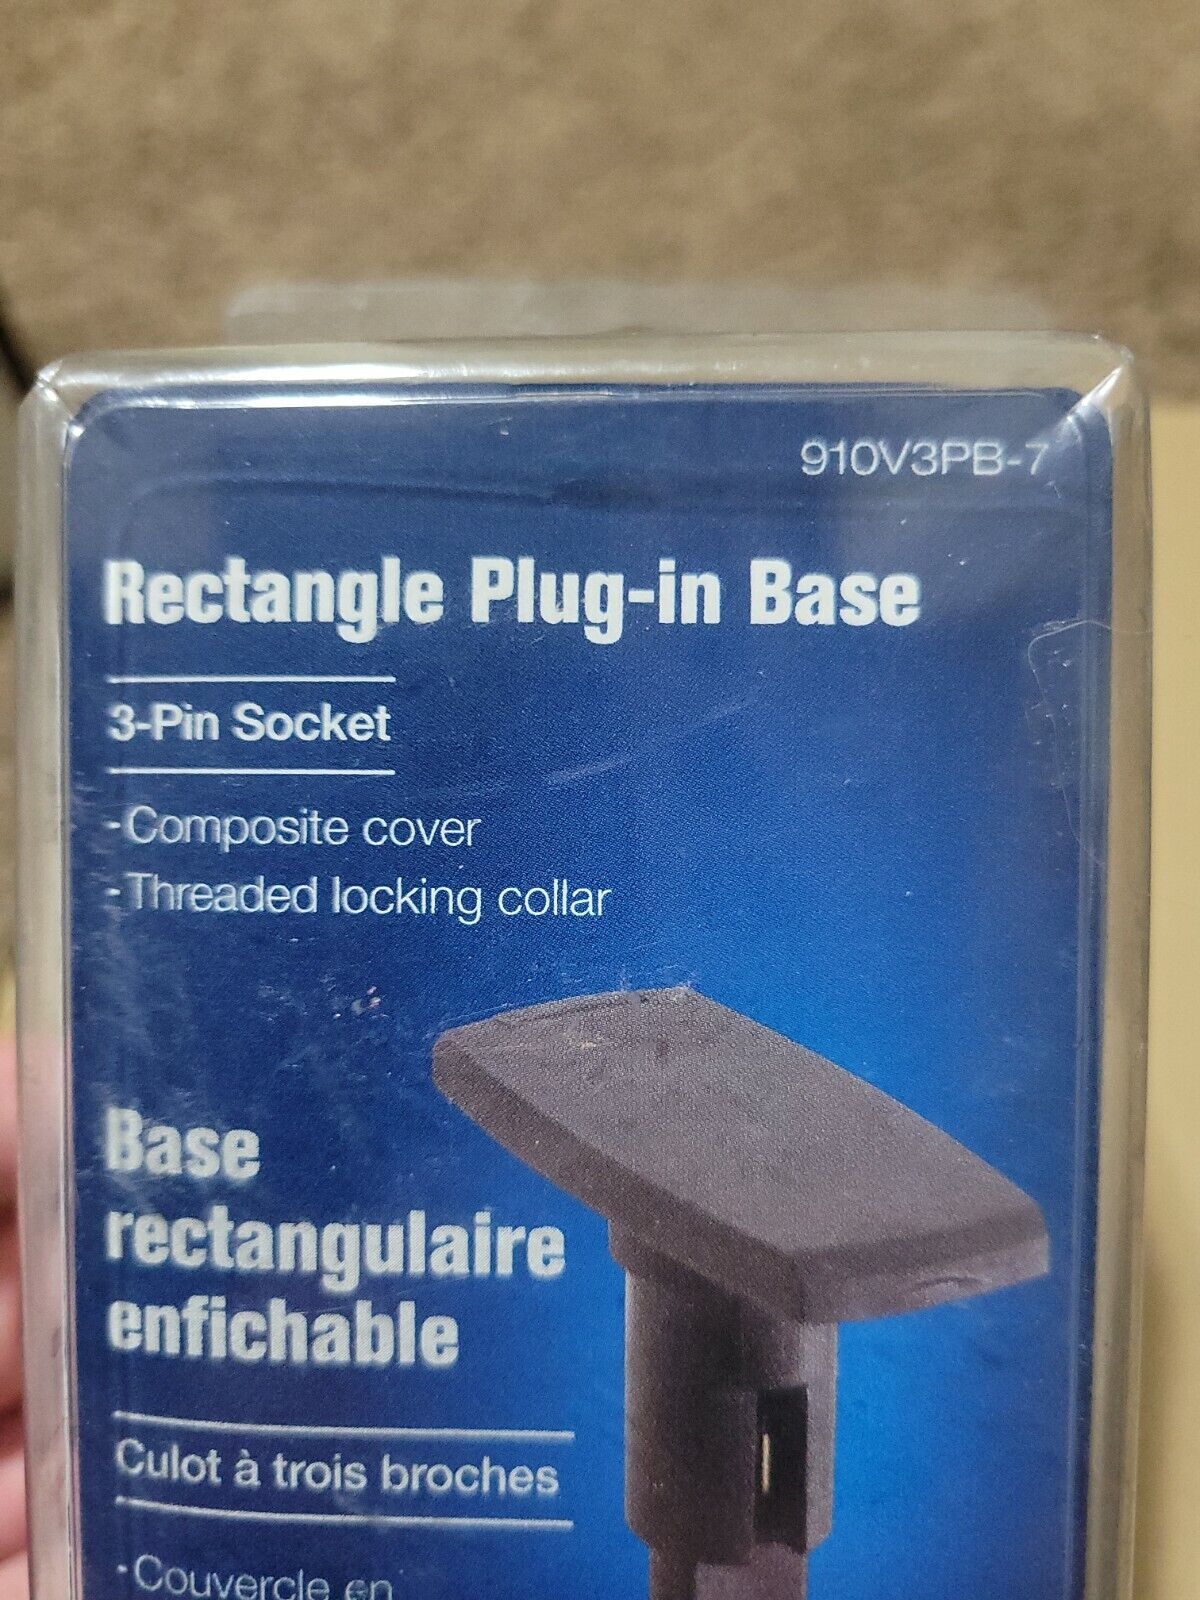 910V3PB-7
Rectangle Plug-in Base
3-Pin Socket
-Composite cover
-Threaded locking collar
Base
rectangulaire
enfichable
Culot à trois broches
·Couvercle en